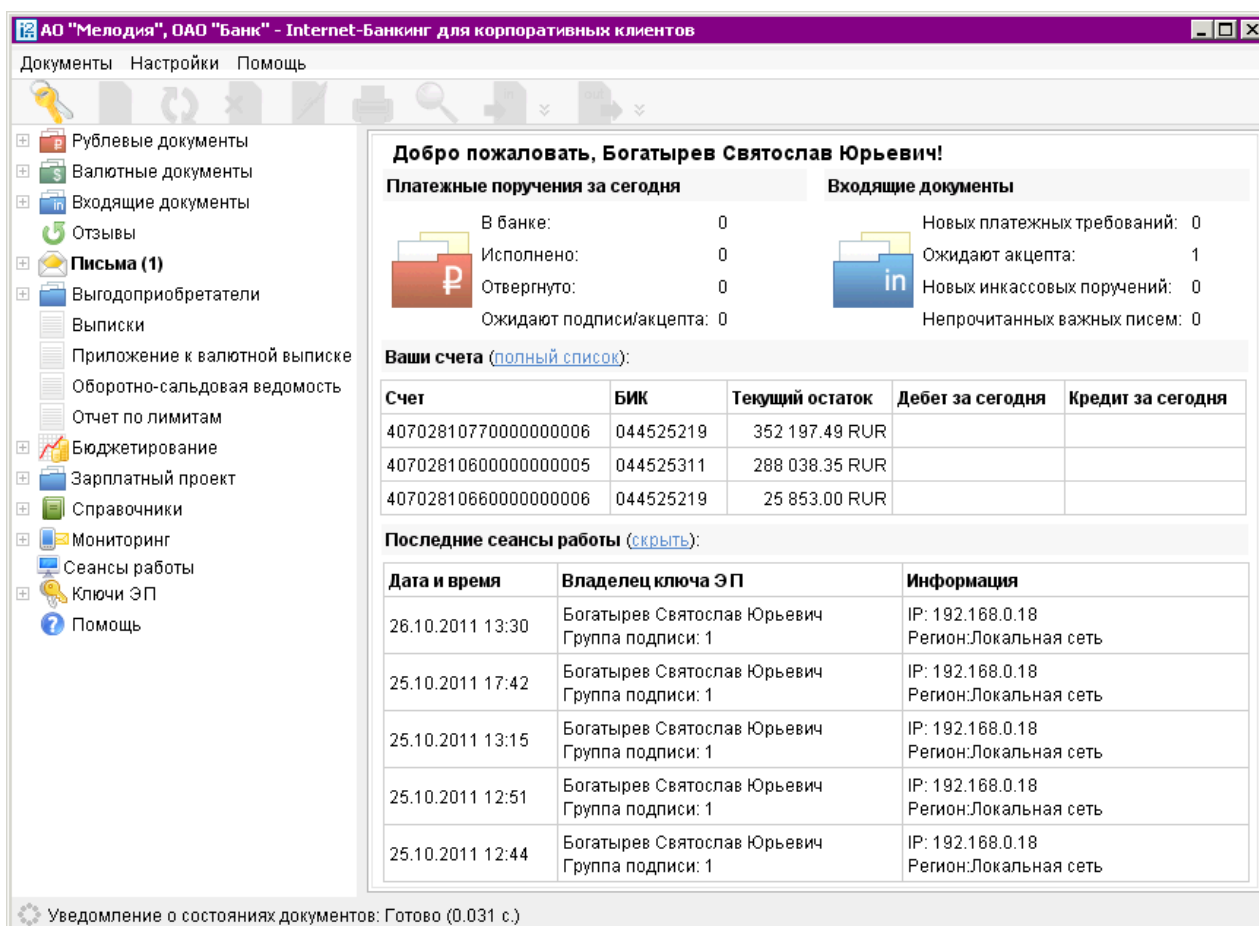 АО "Мелодия", ОАО "Банк" - Internet-Банкинг для корпоративных клиентов
Документы Настройки Помощь
in out
Рублевые документы
Валютные документы
Входящие документы
Отзывы
Письма (1)
Выгодоприобретатели
Выписки
Приложение к валютной выписке
Оборотно-сальдовая ведомость
Отчет по лимитам
Бюджетирование
Зарплатный проект
Справочники
Мониторинг
Сеансы работы
Ключи ЭП
Помощь
Добро пожаловать, Богатырев Святослав Юрьевич!
Платежные поручения за сегодня
В банке: 0
Исполнено: 0
Отвергнуто: 0
Ожидают подписи/акцепта: 0
Входящие документы
in
Новых платежных требований: 0
Ожидают акцепта: 1
Новых инкассовых поручений: 0
Непрочитанных важных писем: 0
Ваши счета (полный список):
Счет БИК Текущий остаток Дебет за сегодня Кредит за сегодня
40702810770000000006 044525219 352 197.49 RUR
40702810600000000005 044525311 288 038.35 RUR
40702810660000000006 044525219 25 853.00 RUR
Последние сеансы работы (скрыть):
Дата и время Владелец ключа ЭП Информация
26.10.2011 13:30 Богатырев Святослав Юрьевич IP: 192.168.0.18
Группа подписи: 1 Регион:Локальная сеть
25.10.2011 17:42 Богатырев Святослав Юрьевич IP: 192.168.0.18
Группа подписи: 1 Регион:Локальная сеть
25.10.2011 13:15 Богатырев Святослав Юрьевич IP: 192.168.0.18
Группа подписи: 1 Регион:Локальная сеть
25.10.2011 12:51 Богатырев Святослав Юрьевич IP: 192.168.0.18
Группа подписи: 1 Регион:Локальная сеть
25.10.2011 12:44 Богатырев Святослав Юрьевич IP: 192.168.0.18
Группа подписи: 1 Регион:Локальная сеть
Уведомление о состояниях документов: Готово (0.031 с.)